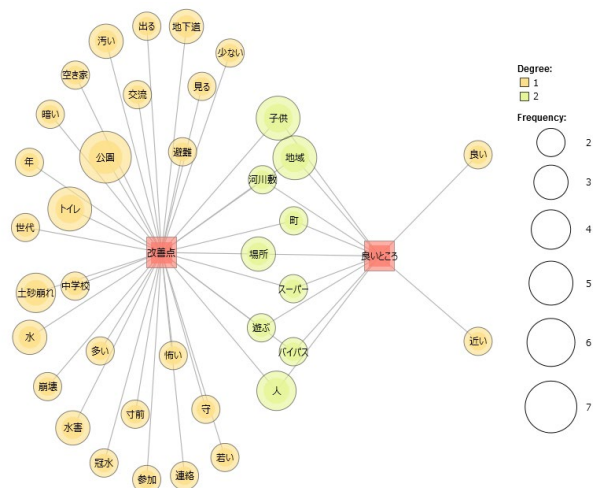 出る
地下道
汚い
少ない
空き家
見る
交流
暗い
子供
避難
公園
地域
良い
年
河川敷
トイレ
町
世代
改善点
場所
良いところ
中学校
スーパー
土砂崩れ
遊ぶ
水
近い
多い
怖い
バイパス
崩壊
人
寸前
守
水害
若い
冠水
連絡
参加
Degree:
1
2
Frequency:
2
3
4
5
6
7